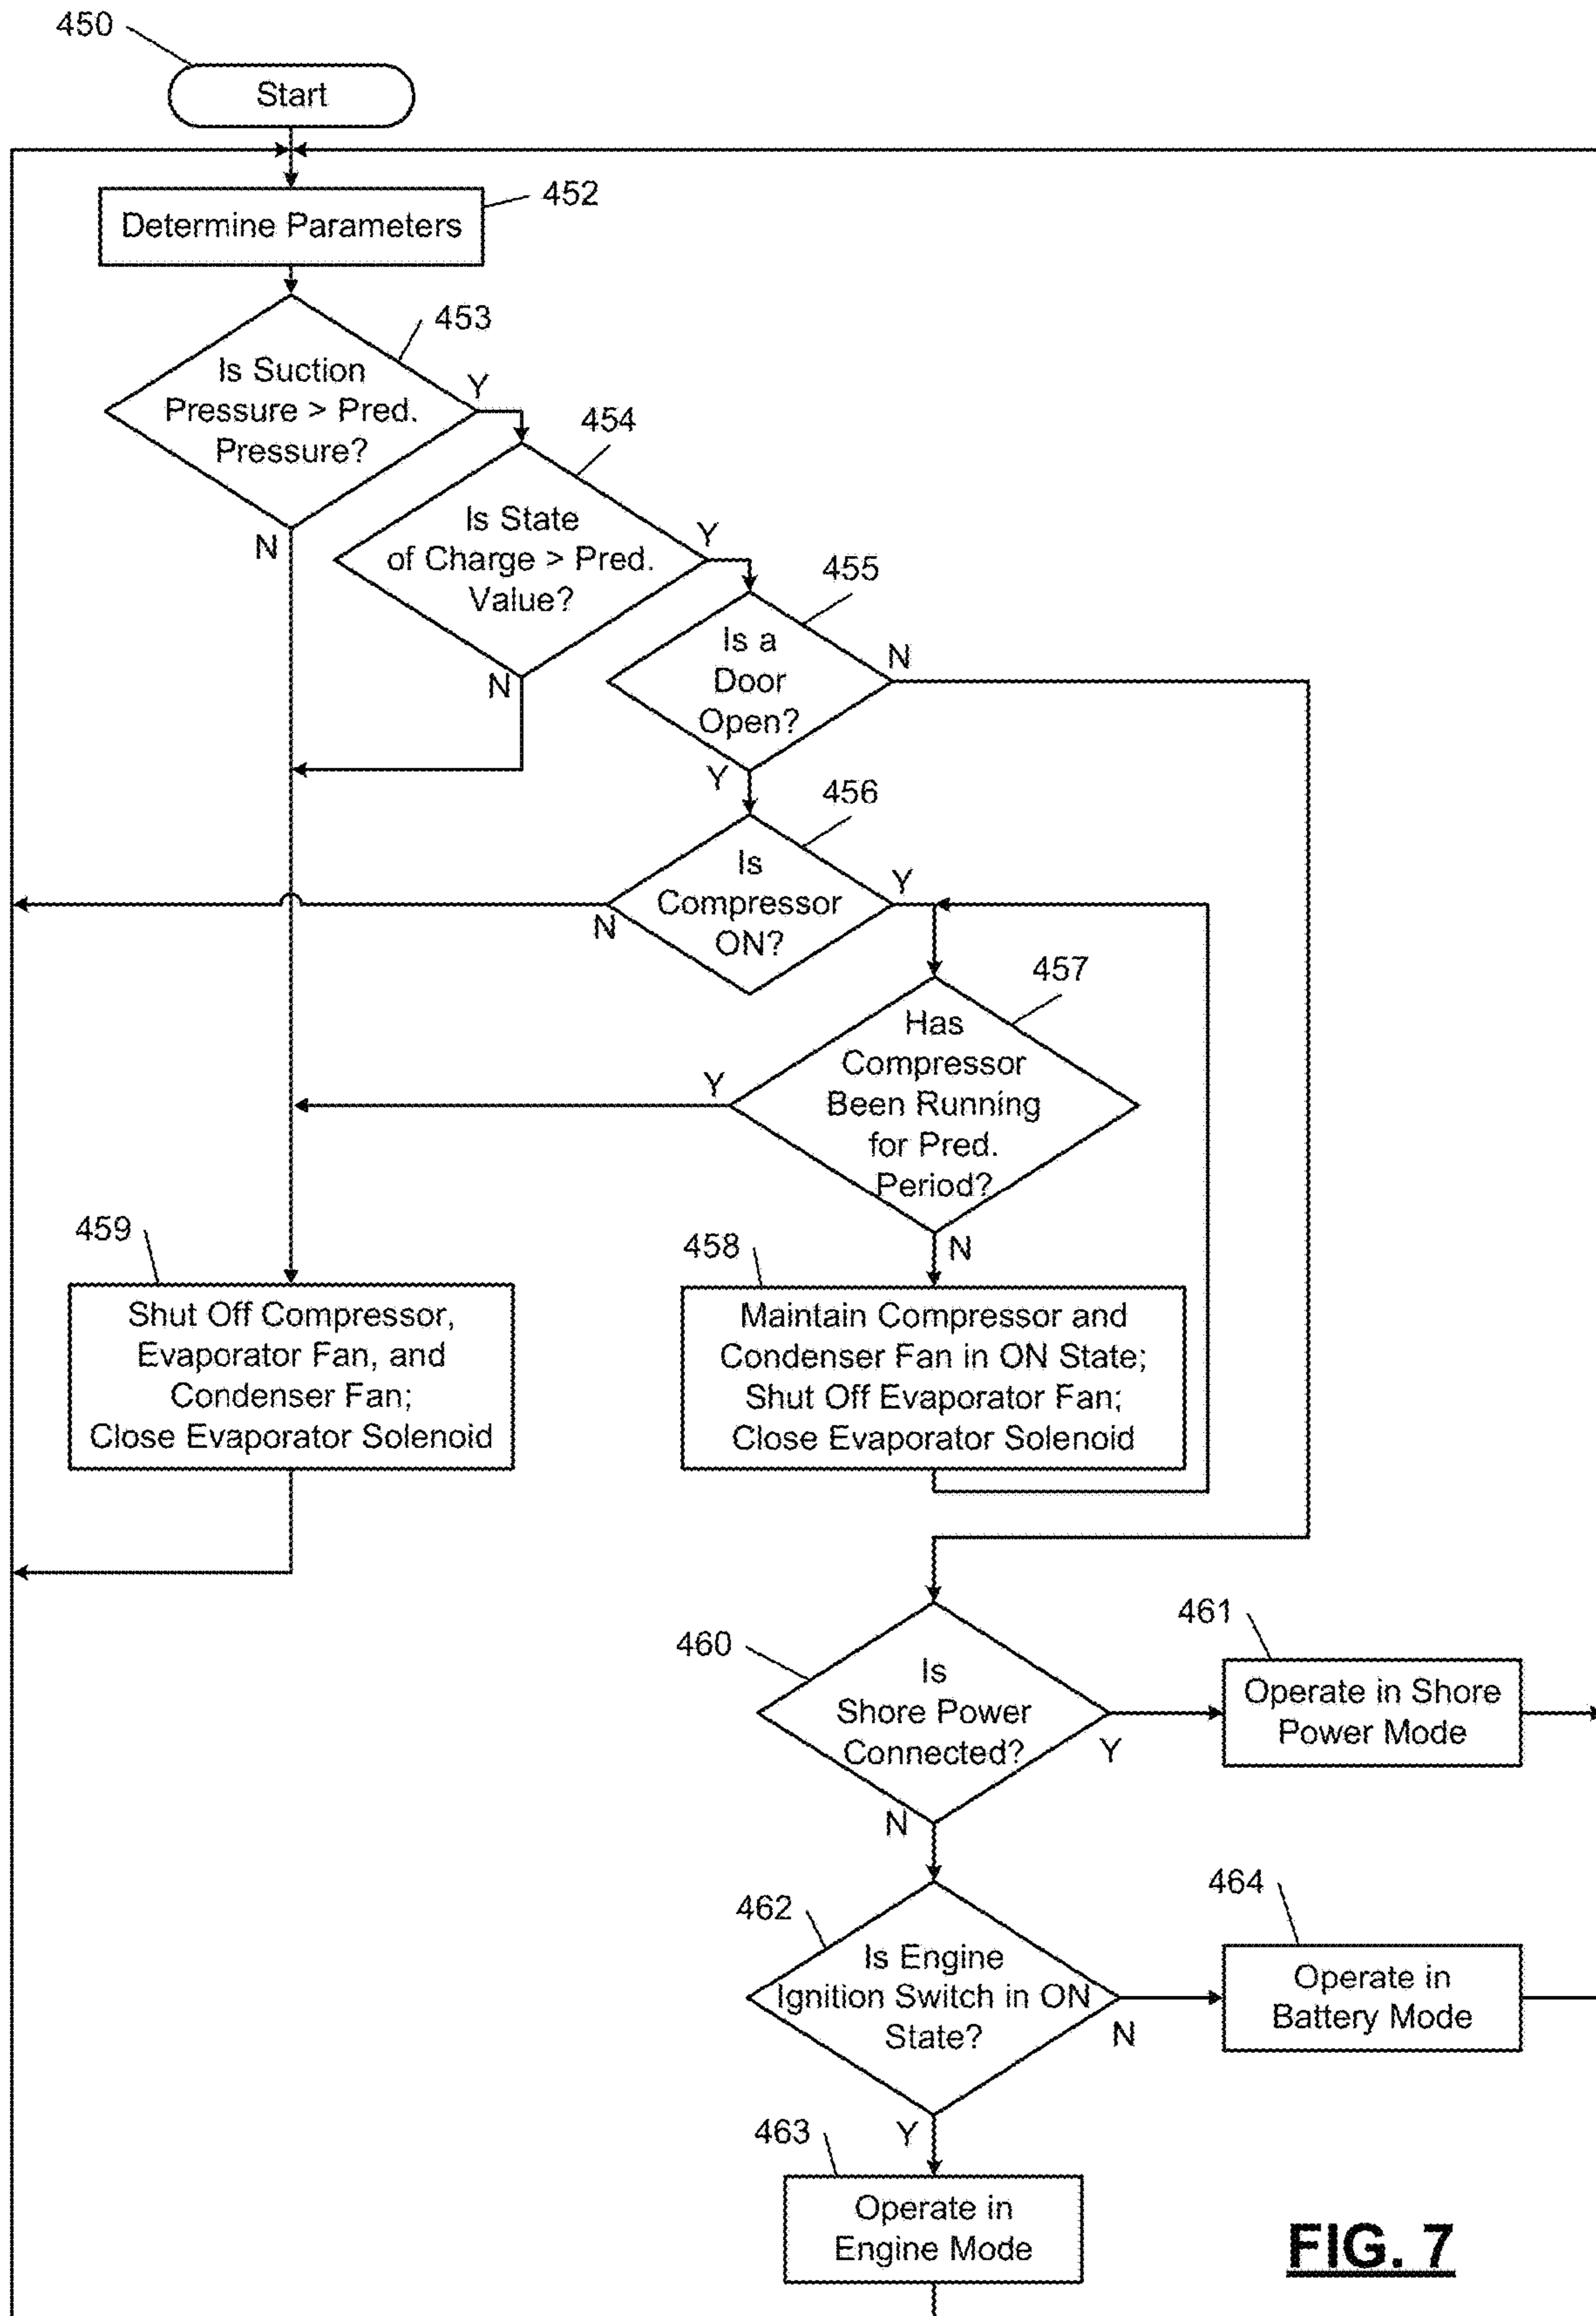 450
Start
452
Determine Parameters
453
Is Suction
Pressure > Pred.
Pressure?
Y
N
454
Is State
of Charge > Pred.
Value?
Y
N
455
Is a
Door
Open?
N
Y
456
Is
Compressor
ON?
Y
N
457
Has
Compressor
Been Running
for Pred.
Period?
Y
N
459
Shut Off Compressor,
Evaporator Fan, and
Condenser Fan;
Close Evaporator Solenoid
458
Maintain Compressor and
Condenser Fan in ON State;
Shut Off Evaporator Fan;
Close Evaporator Solenoid
460
Is
Shore Power
Connected?
Y
N
461
Operate in Shore
Power Mode
462
Is Engine
Ignition Switch in ON
State?
N
Y
464
Operate in
Battery Mode
463
Operate in
Engine Mode
FIG. 7